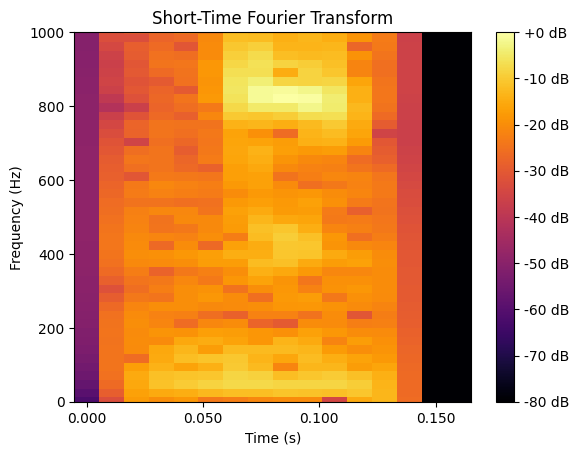 Short-Time Fourier Transform
1000
800
600
400
200
0
Frequency (Hz)
0.000
0.050
0.100
0.150
Time (s)
+0 dB
-10 dB
-20 dB
-30 dB
-40 dB
-50 dB
-60 dB
-70 dB
-80 dB